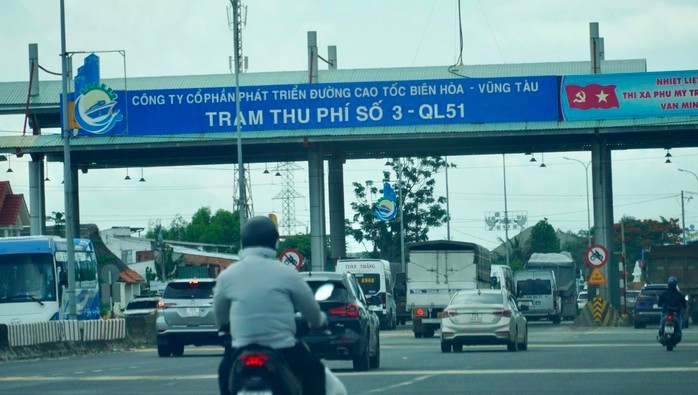 CÔNG TY CỔ PHẦN PHÁT TRIỂN ĐƯỜNG CAO TỐC BIÊN HÒA - VŨNG TÀU
TRẠM THU PHÍ SỐ 3 - QL51
NHIỆT LIỆ
THỊ XÃ PHÚ MỸ TR
VĂN MIN